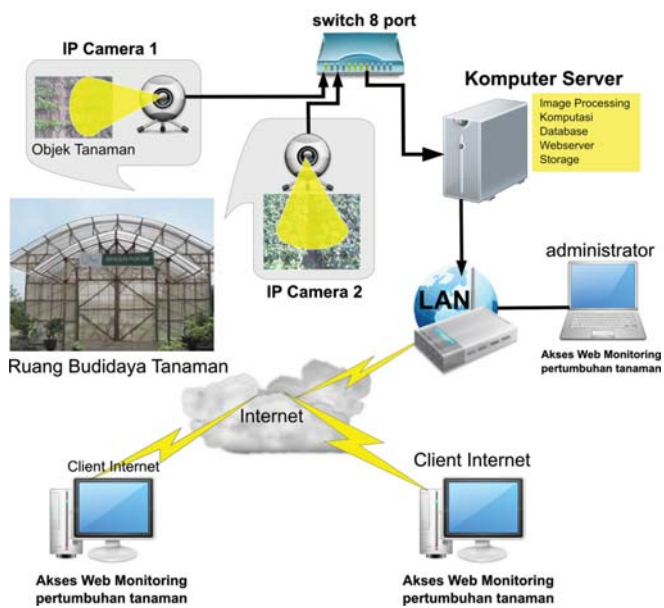 switch 8 port
IP Camera 1
Objek Tanaman
Komputer Server
Image Processing
Komputasi
Database
Webserver
Storage
IP Camera 2
LAN
administrator
Akses Web Monitoring
pertumbuhan tanaman
Ruang Budidaya Tanaman
Internet
Client Internet
Akses Web Monitoring
pertumbuhan tanaman
Client Internet
Akses Web Monitoring
pertumbuhan tanaman